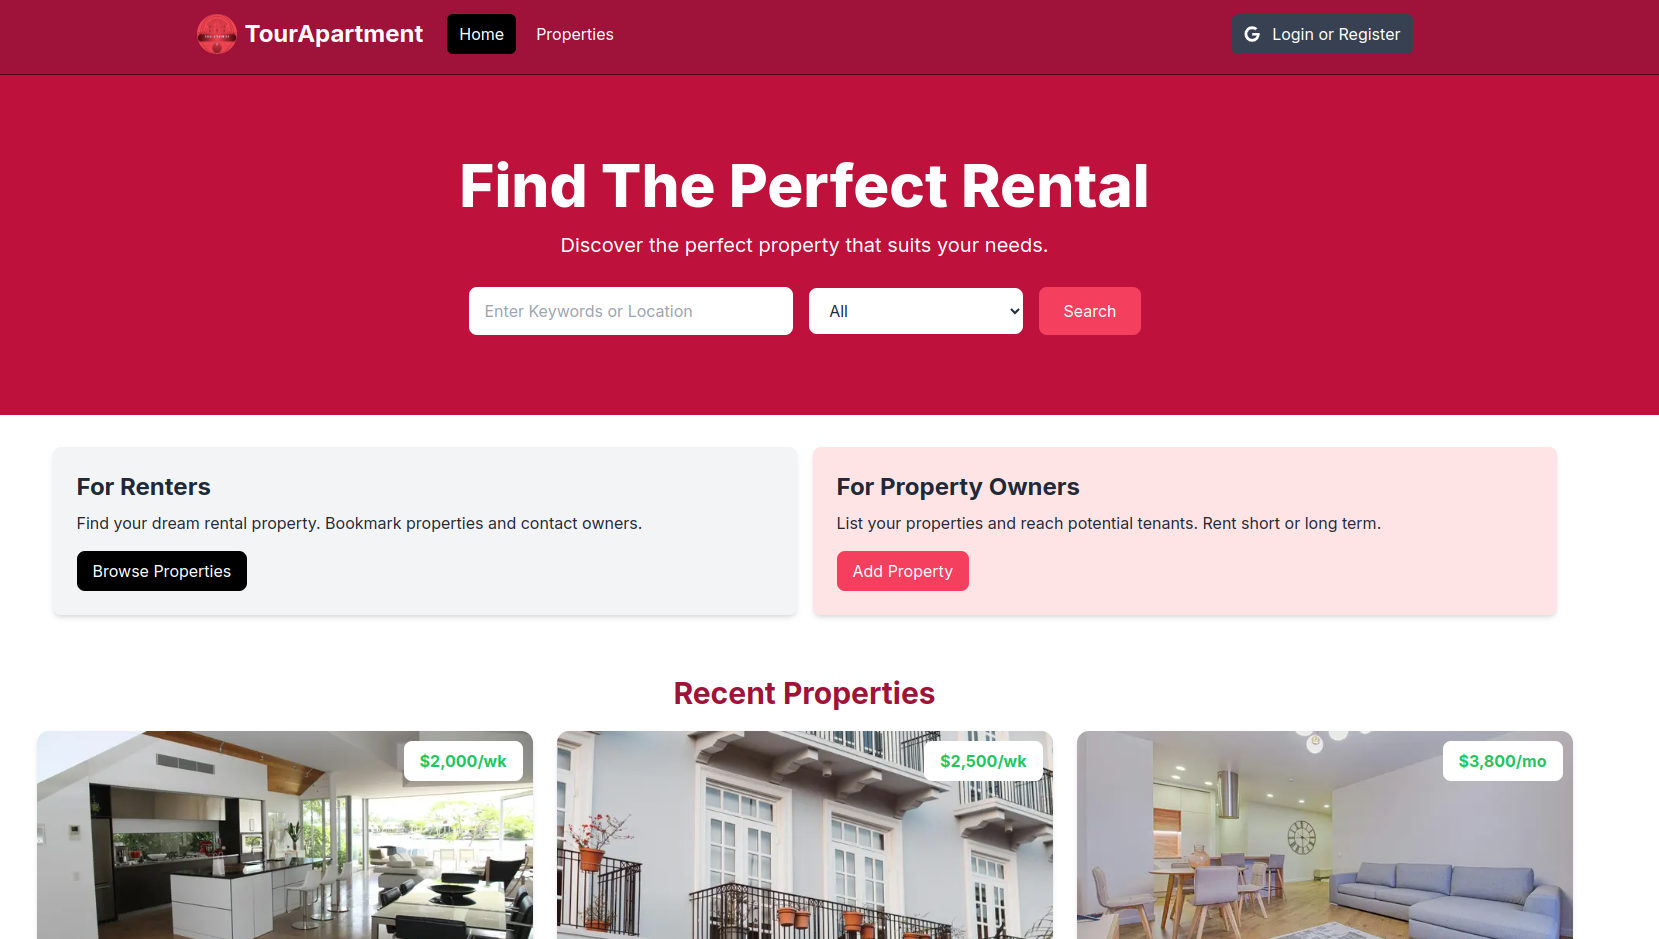 TourApartment
Home
Properties
Login or Register
Find The Perfect Rental
Discover the perfect property that suits your needs.
Enter Keywords or Location
All
Search
For Renters
Find your dream rental property. Bookmark properties and contact owners.
Browse Properties
For Property Owners
List your properties and reach potential tenants. Rent short or long term.
Add Property
Recent Properties
$2,000/wk
$2,500/wk
$3,800/mo